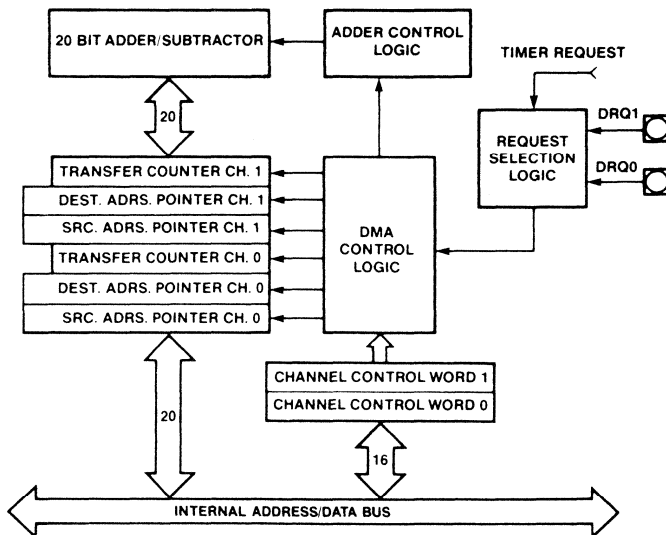 20 BIT ADDER/SUBTRACTOR
ADDER CONTROL
LOGIC
TIMER REQUEST
20
DRQ1
REQUEST
SELECTION
LOGIC
DRQ0
TRANSFER COUNTER CH. 1
DEST. ADRS. POINTER CH. 1
SRC. ADRS. POINTER CH. 1
TRANSFER COUNTER CH. 0
DEST. ADRS. POINTER CH. 0
SRC. ADRS. POINTER CH. 0
DMA
CONTROL
LOGIC
CHANNEL CONTROL WORD 1
CHANNEL CONTROL WORD 0
20
16
INTERNAL ADDRESS/DATA BUS